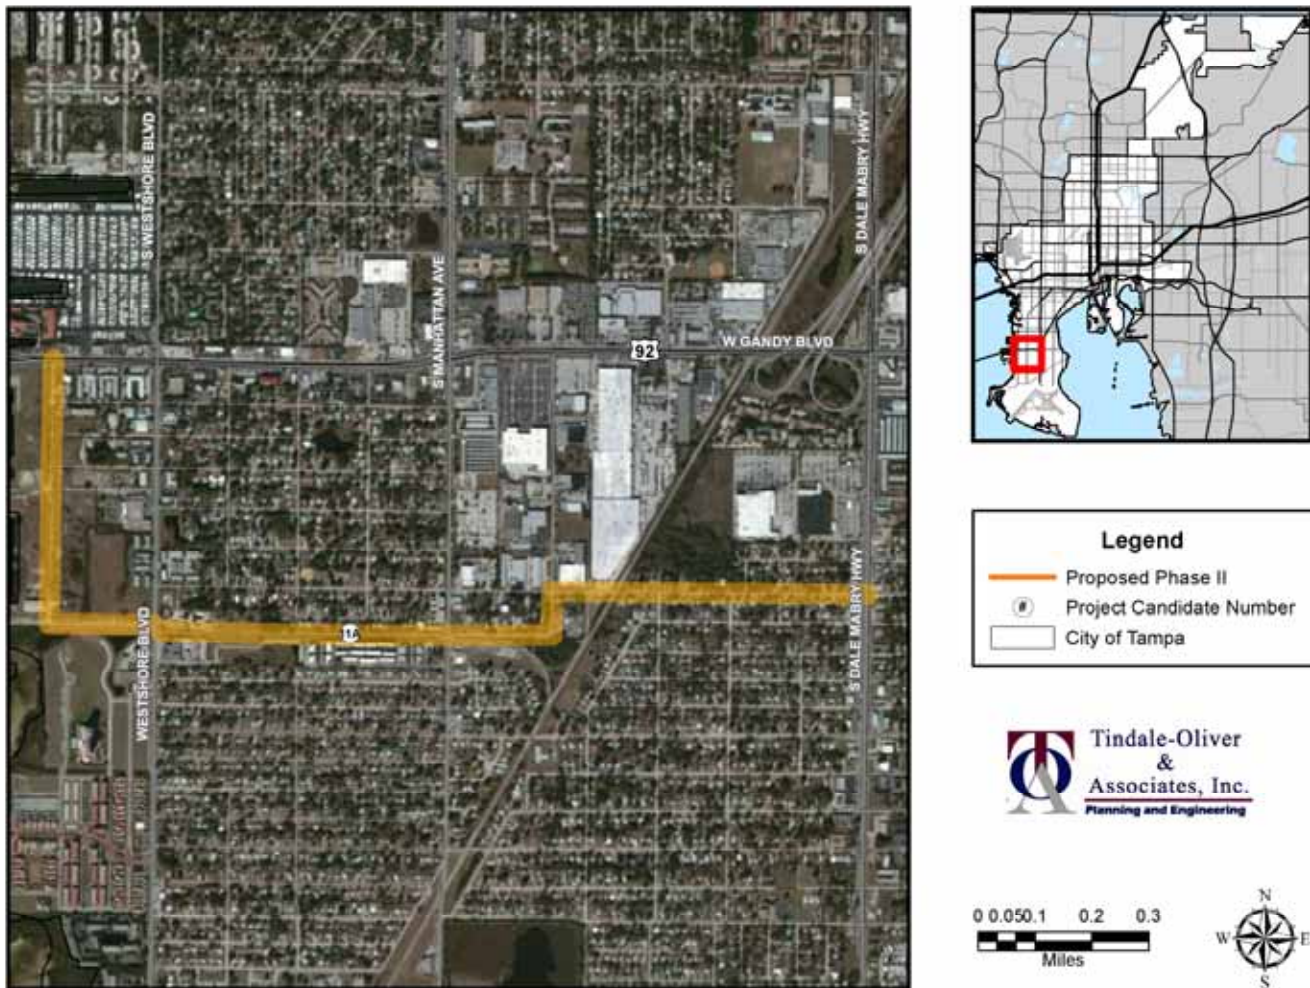 S WESTSHORE BLVD
S DALE MABRY HWY
S MANHATTAN AVE
92
W GANDY BLVD
1A
WESTSHORE BLVD
S DALE MABRY HWY
Legend
Proposed Phase II
# Project Candidate Number
City of Tampa
TOA
Tindale-Oliver
&
Associates, Inc.
Planning and Engineering
0 0.050.1 0.2 0.3
Miles
N
W E
S